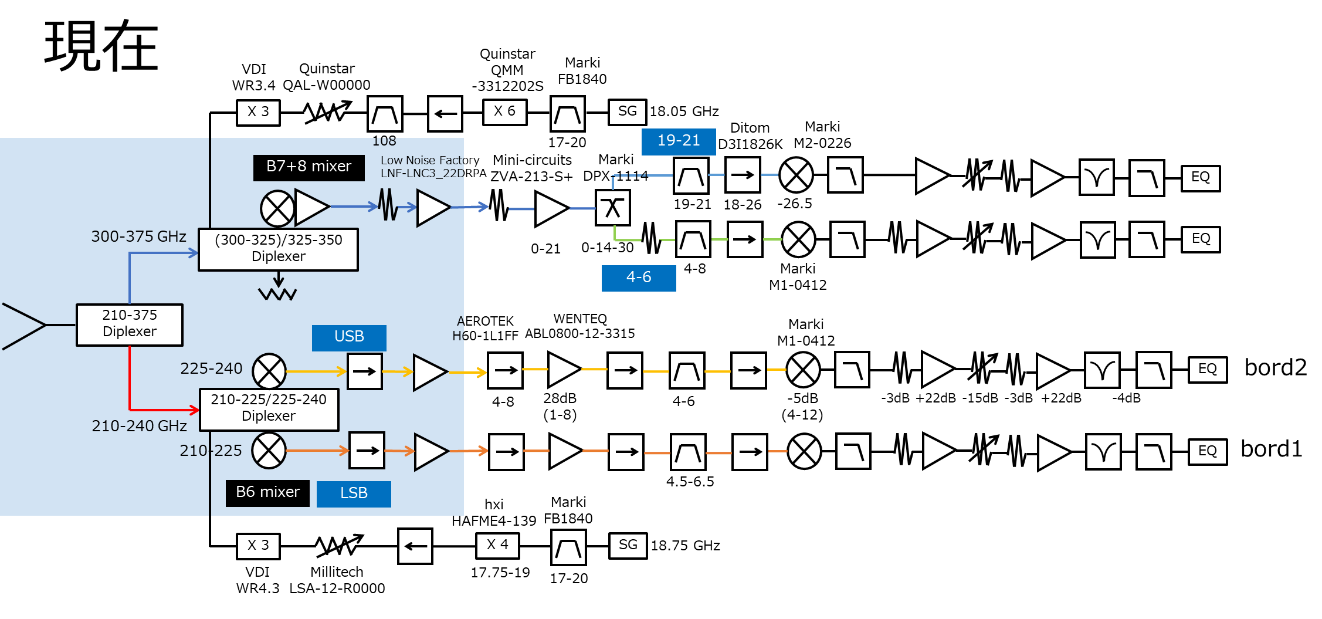 現在
VDI
WR3.4
Quinstar
QAL-W00000
Quinstar
QMM
-3312202S
Marki
FB1840
X 3
108
X 6
17-20
SG
18.05 GHz
B7+8 mixer
Low Noise Factory
LNF-LNC3_22DRPA
Mini-circuits
ZVA-213-S+
Marki
DPX-1114
19-21
Ditom
D3I1826K
Marki
M2-0226
19-21
18-26
-26.5
EQ
300-375 GHz
(300-325)/325-350
Diplexer
0-21
0-14-30
4-6
4-8
Marki
M1-0412
EQ
210-375
Diplexer
USB
225-240
AEROTEK
H60-1L1FF
WENTEQ
ABL0800-12-3315
Marki
M1-0412
4-8
28dB
(1-8)
4-6
-5dB
(4-12)
-3dB
+22dB
-15dB
-3dB
+22dB
-4dB
EQ
bord2
210-225/225-240
Diplexer
210-240 GHz
210-225
4.5-6.5
EQ
bord1
B6 mixer
LSB
hxi
HAFME4-139
Marki
FB1840
X 3
X 4
SG
18.75 GHz
VDI
WR4.3
Millitech
LSA-12-R0000
17.75-19
17-20